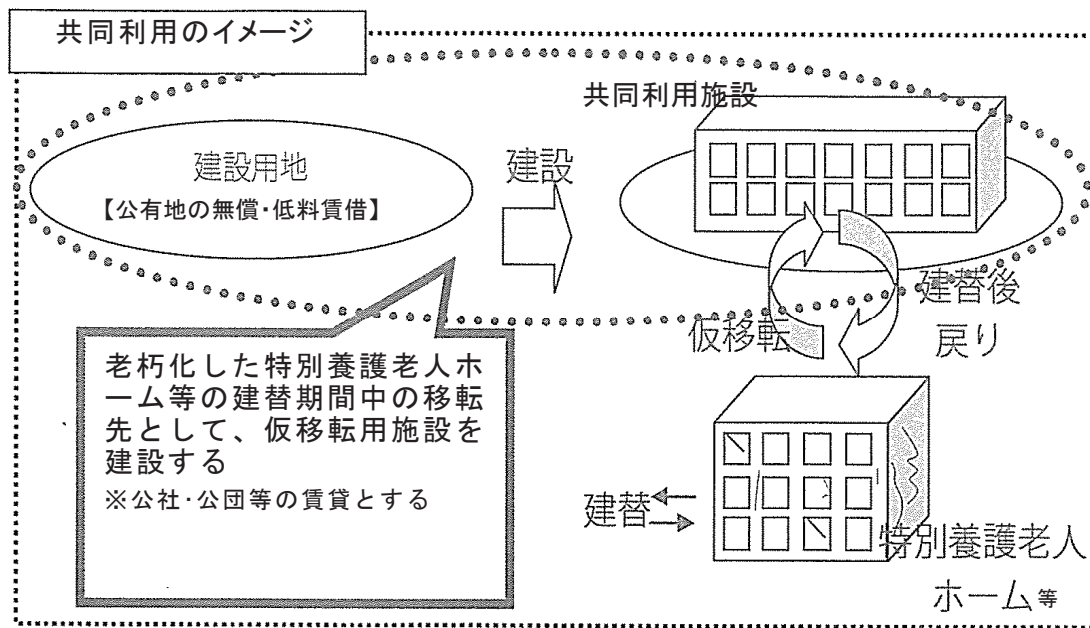 共同利用のイメージ
共同利用施設
建設用地
【公有地の無償・低料賃借】
建設
建替後
戻り
仮移転
老朽化した特別養護老人ホ
ーム等の建替期間中の移転
先として、仮移転用施設を
建設する
※公社・公団等の賃貸とする
建替
特別養護老人
ホーム等